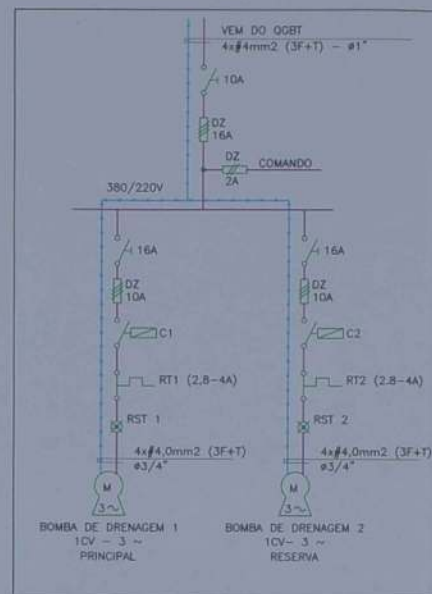 VEM DO QGBT
4x#4mm2 (3F+T) - ø1"
10A
DZ
16A
DZ
2A
COMANDO
380/220V
16A
DZ
10A
C1
RT1 (2,8-4A)
RST 1
4x#4,0mm2 (3F+T)
ø3/4"
M
3 ~
BOMBA DE DRENAGEM 1
1CV - 3 ~
PRINCIPAL
16A
DZ
10A
C2
RT2 (2,8-4A)
RST 2
4x#4,0mm2 (3F+T)
ø3/4"
M
3 ~
BOMBA DE DRENAGEM 2
1CV- 3 ~
RESERVA